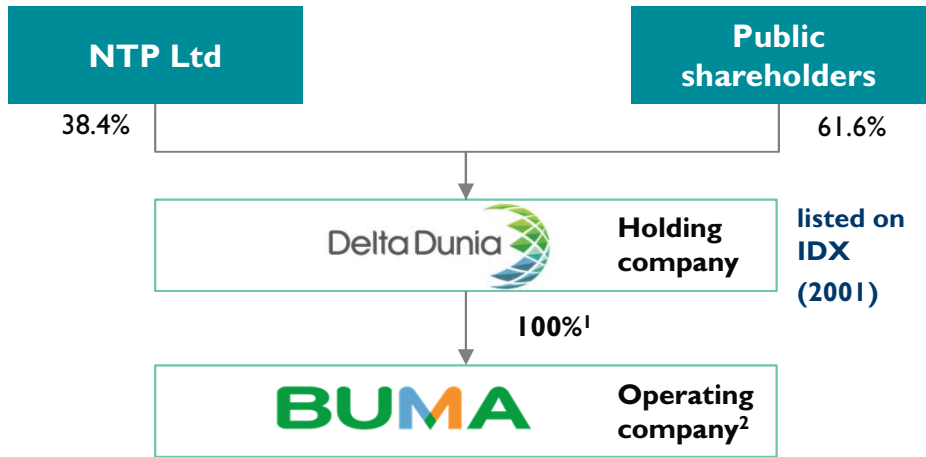 NTP Ltd
Public
shareholders
38.4%
61.6%
Delta Dunia
Holding
company
listed on
IDX
(2001)
100%¹
BUMA
Operating
company²